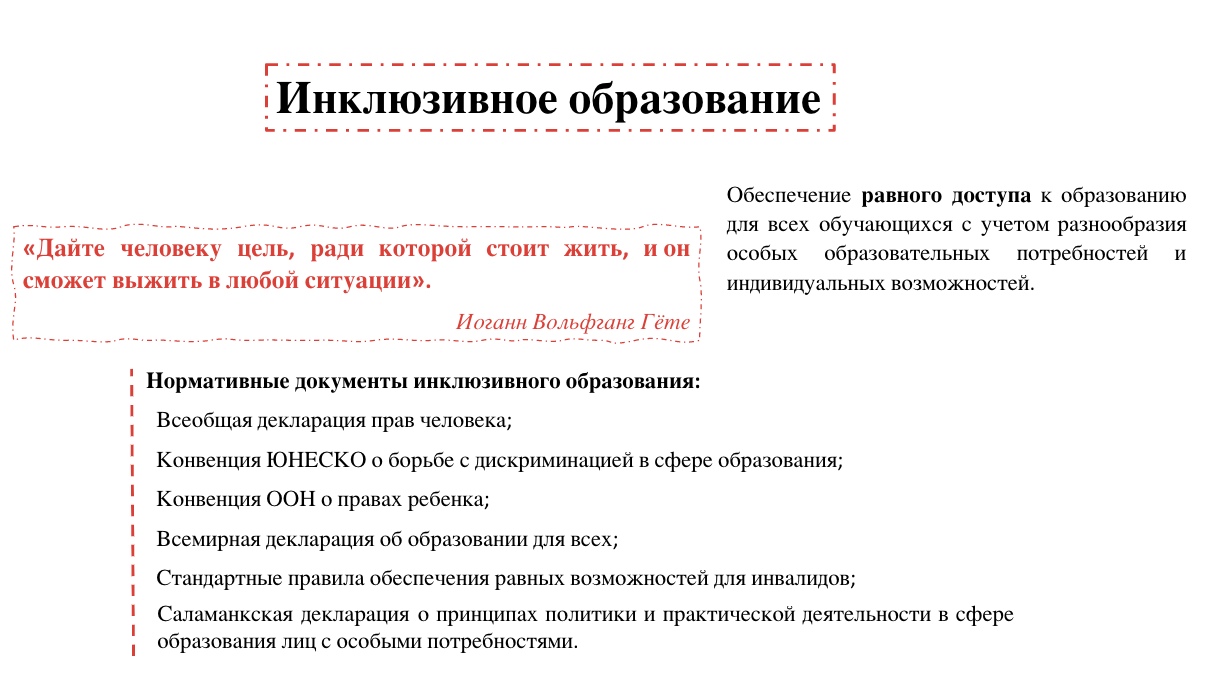 Инклюзивное образование
Обеспечение равного доступа к образованию
для всех обучающихся с учетом разнообразия
особых образовательных потребностей и
индивидуальных возможностей.
«Дайте человеку цель, ради которой стоит жить, и он
сможет выжить в любой ситуации».
Иоганн Вольфганг Гёте
Нормативные документы инклюзивного образования:
Всеобщая декларация прав человека;
Конвенция ЮНЕСКО о борьбе с дискриминацией в сфере образования;
Конвенция ООН о правах ребенка;
Всемирная декларация об образовании для всех;
Стандартные правила обеспечения равных возможностей для инвалидов;
Саламанкская декларация о принципах политики и практической деятельности в сфере
образования лиц с особыми потребностями.